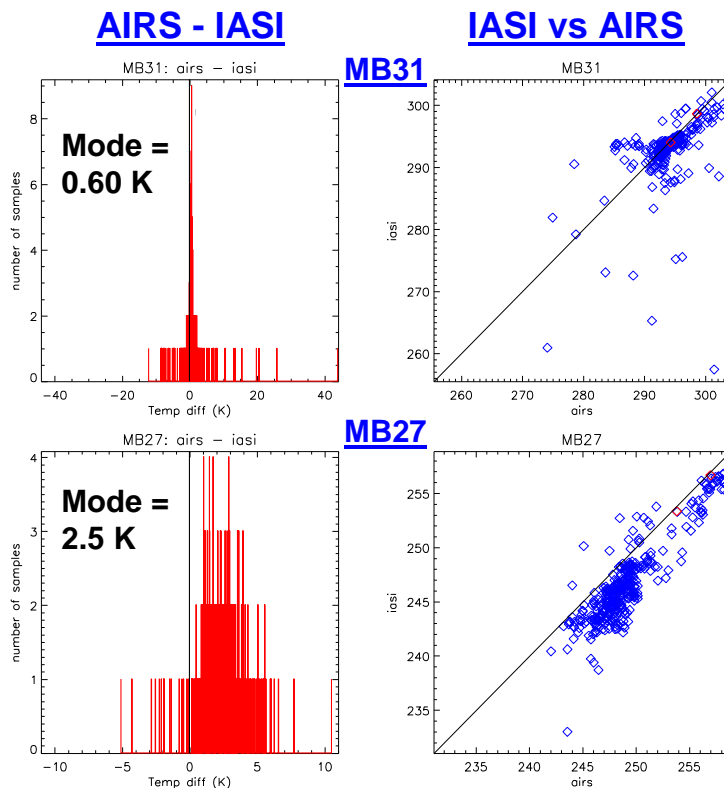 AIRS - IASI
IASI vs AIRS
MB31
MB31: airs – iasi
Mode =
0.60 K
number of samples
8
6
4
2
0
-40
-20
0
20
40
Temp diff (K)
MB31
iasi
300
290
280
270
260
260
270
280
290
300
airs
MB27
MB27: airs – iasi
Mode =
2.5 K
number of samples
4
3
2
1
0
-10
-5
0
5
10
Temp diff (K)
MB27
iasi
255
250
245
240
235
235
240
245
250
255
airs